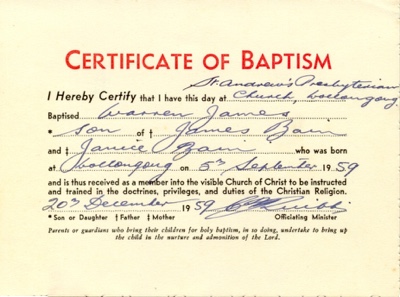 CERTIFICATE OF BAPTISM
St Andrew's Presbyterian
I Hereby Certify that I have this day at Church, Wollongong
Baptised Warren James
* son of † James Bain
and ‡ Janice Bain who was born
at Wollongong on 5th September 1959
and is thus received as a member into the visible Church of Christ to be instructed
and trained in the doctrines, privileges, and duties of the Christian Religion.
20th December 1959
* Son or Daughter † Father ‡ Mother Officiating Minister
Parents or guardians who bring their children for holy baptism, in so doing, undertake to bring up
the child in the nurture and admonition of the Lord.